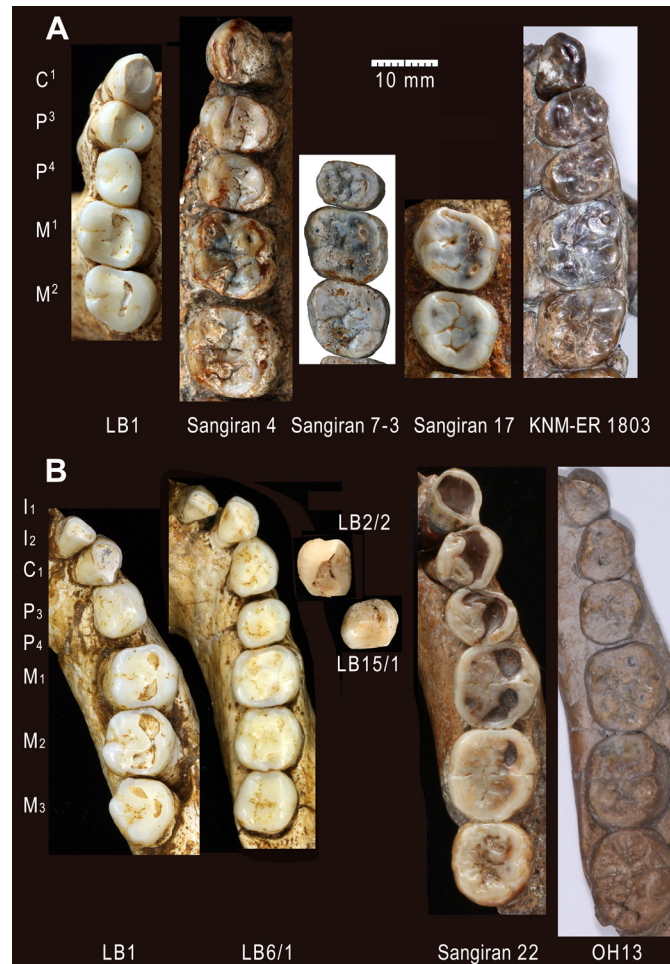 A
C¹
P³
P⁴
M¹
M²
10 mm
LB1
Sangiran 4
Sangiran 7-3
Sangiran 17
KNM-ER 1803
B
I₁
I₂
C₁
P₃
P₄
M₁
M₂
M₃
LB2/2
LB15/1
LB1
LB6/1
Sangiran 22
OH13